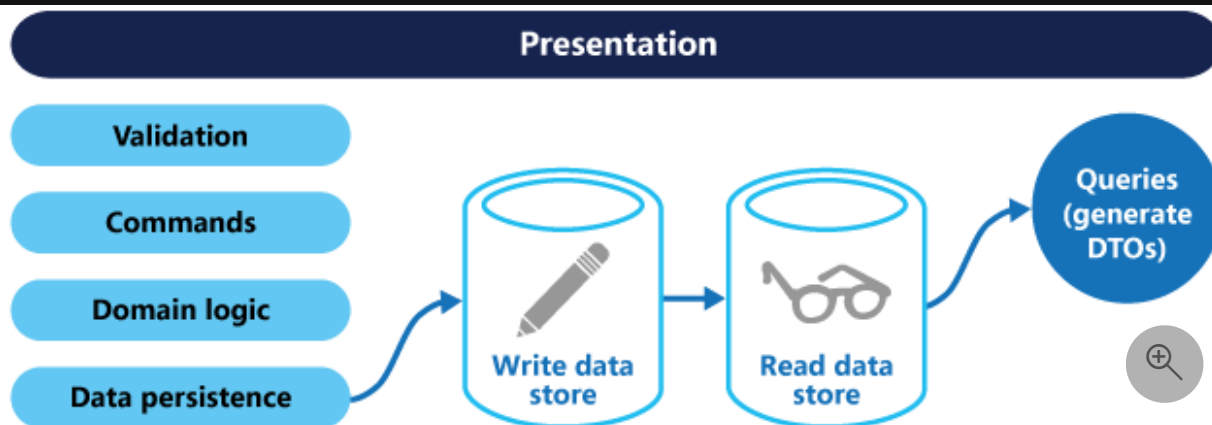 Presentation
Validation
Commands
Domain logic
Data persistence
Write data
store
Read data
store
Queries
(generate
DTOs)